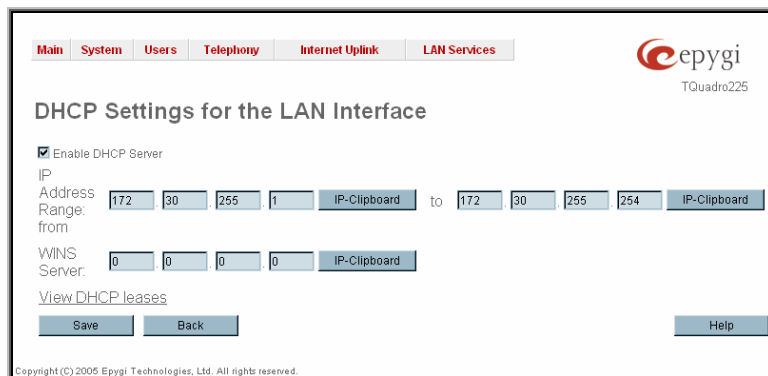 Main System Users Telephony Internet Uplink LAN Services
epygi
TQuadro225
DHCP Settings for the LAN Interface
Enable DHCP Server
IP
Address
Range:
from
172 . 30 . 255 . 1 IP-Clipboard to 172 . 30 . 255 . 254 IP-Clipboard
WINS
Server:
0 . 0 . 0 . 0 IP-Clipboard
View DHCP leases
Save Back Help
Copyright (C) 2005 Epygi Technologies, Ltd. All rights reserved.